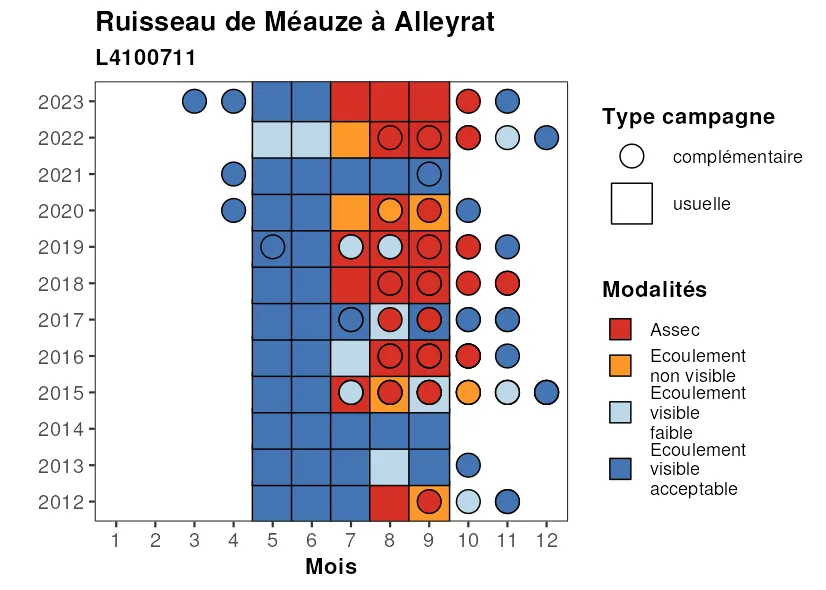 Ruisseau de Méauze à Alleyrat
L4100711
2023
2022
2021
2020
2019
2018
2017
2016
2015
2014
2013
2012
1 2 3 4 5 6 7 8 9 10 11 12
Mois
Type campagne
complémentaire
usuelle
Modalités
Assec
Ecoulement
non visible
Ecoulement
visible
faible
Ecoulement
visible
acceptable